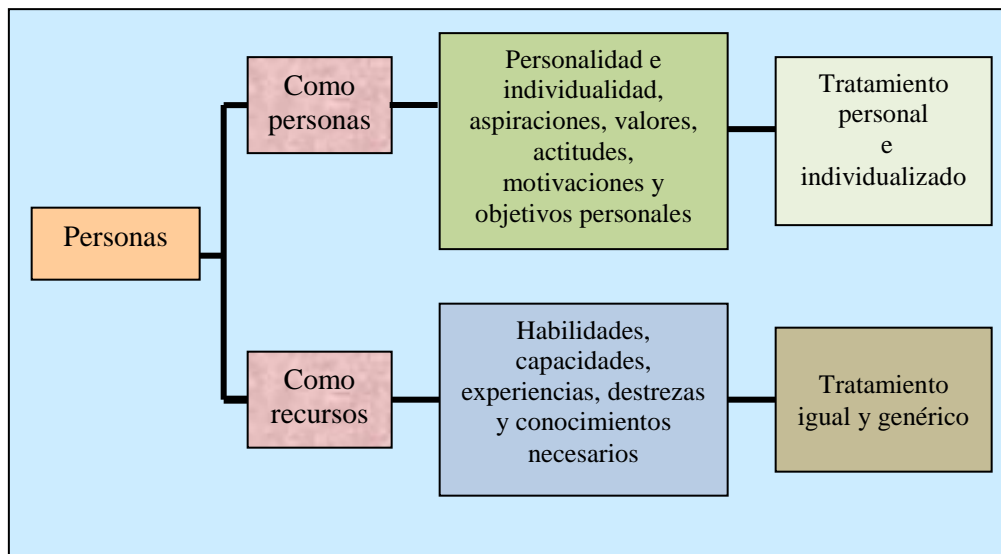 Personas
Como
personas
Personalidad e
individualidad,
aspiraciones, valores,
actitudes,
motivaciones y
objetivos personales
Tratamiento
personal
e
individualizado
Como
recursos
Habilidades,
capacidades,
experiencias, destrezas
y conocimientos
necesarios
Tratamiento
igual y genérico